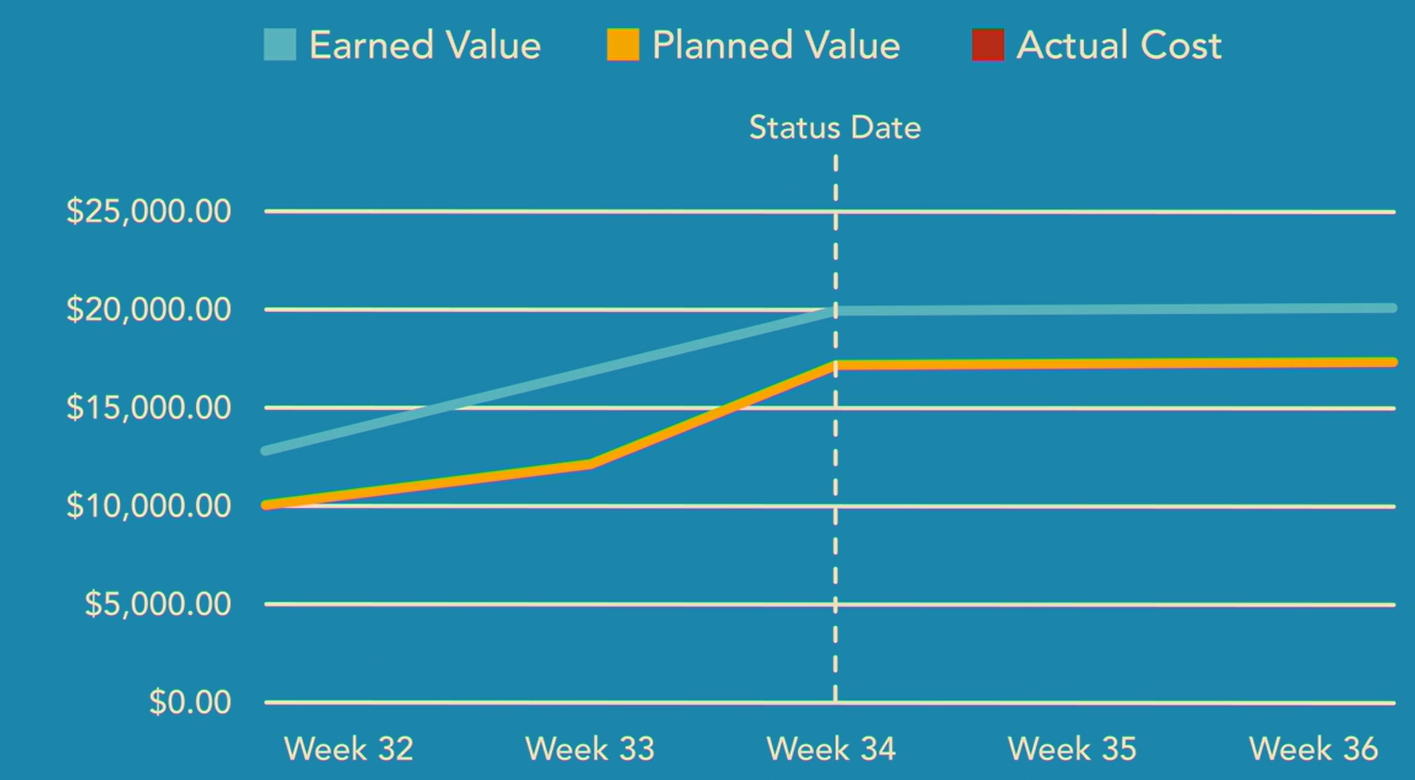 Earned Value Planned Value Actual Cost
Status Date
$25,000.00
$20,000.00
$15,000.00
$10,000.00
$5,000.00
$0.00
Week 32 Week 33 Week 34 Week 35 Week 36